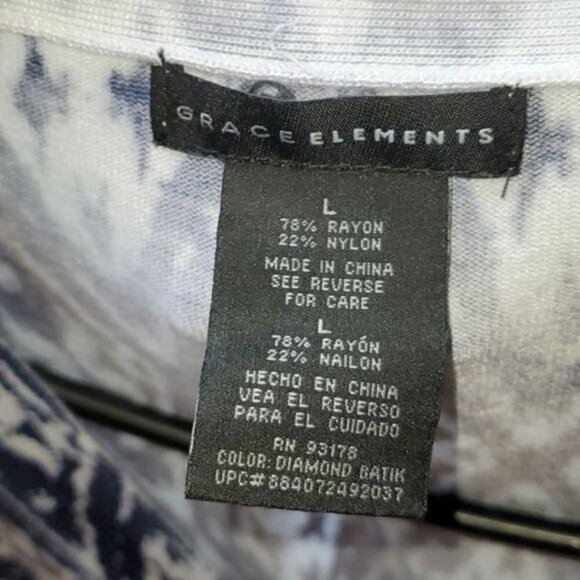 GRACE ELEMENTS
L
78% RAYON
22% NYLON
MADE IN CHINA
SEE REVERSE
FOR CARE
L
78% RAYÓN
22% NAILON
HECHO EN CHINA
VEA EL REVERSO
PARA EL CUIDADO
RN 93178
COLOR: DIAMOND BATIK
UPC#884072492037